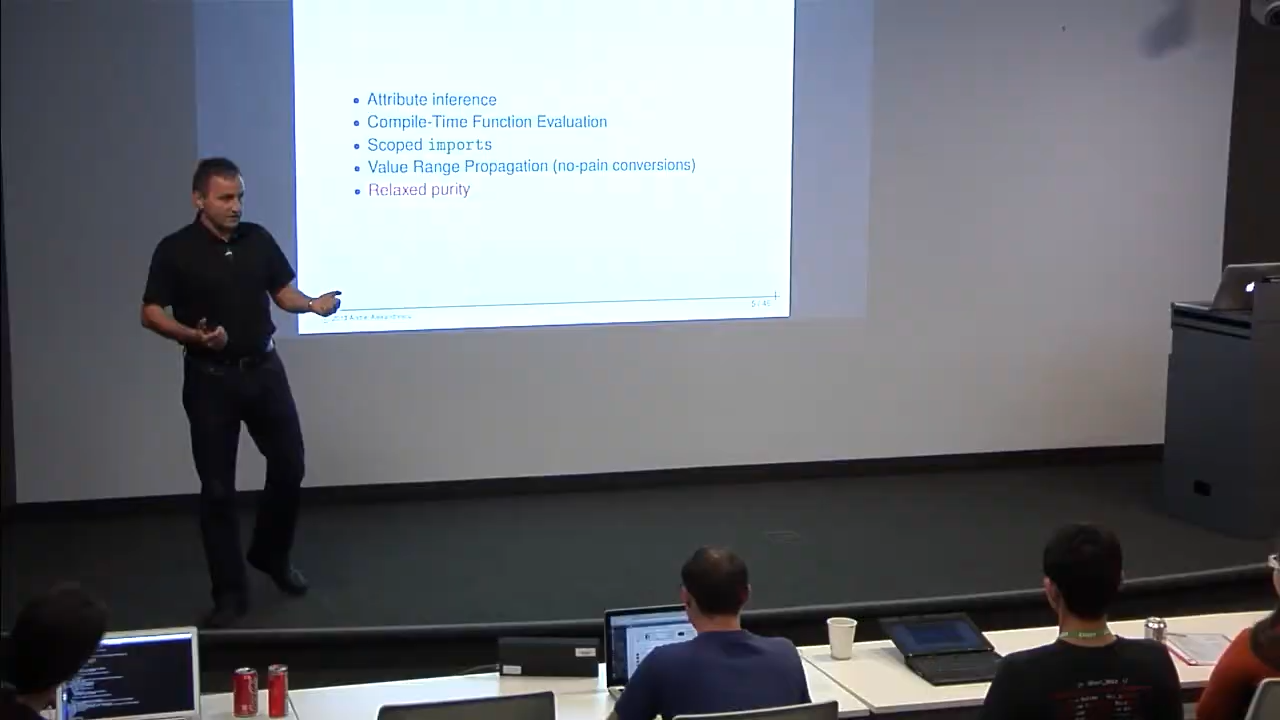 Attribute inference
Compile-Time Function Evaluation
Scoped imports
Value Range Propagation (no-pain conversions)
Relaxed purity